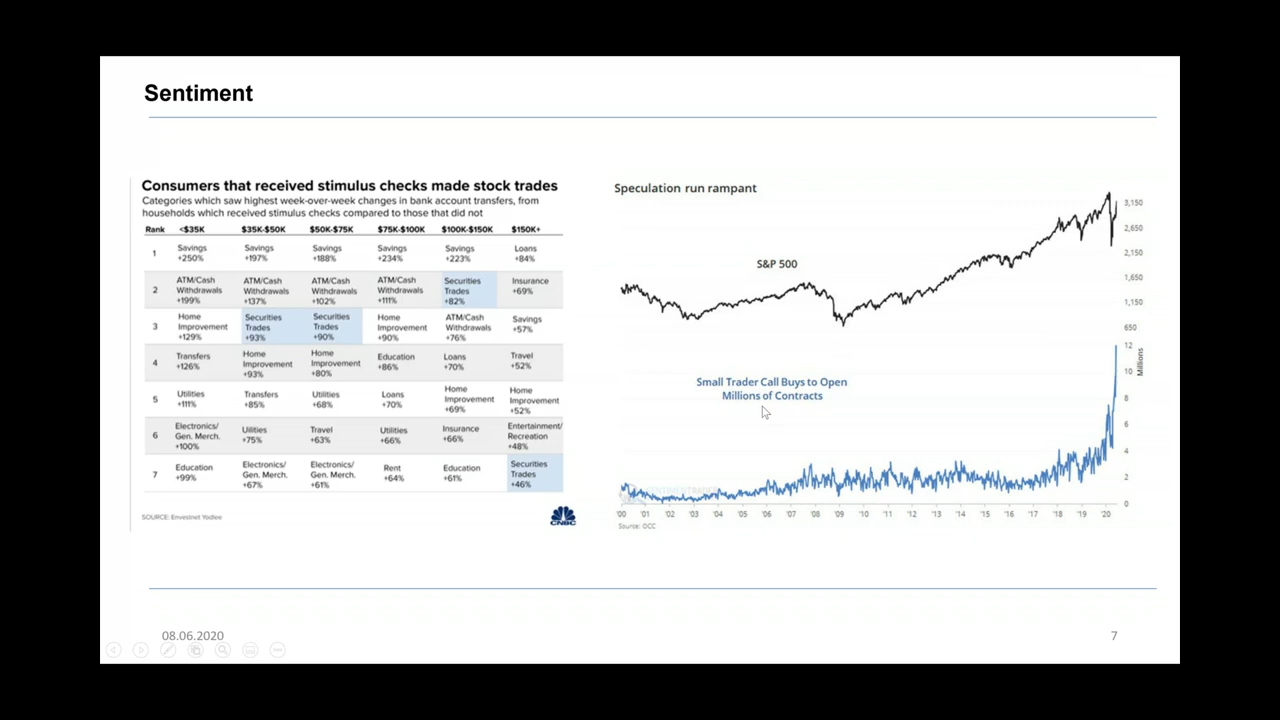 Sentiment
Consumers that received stimulus checks made stock trades
Categories which saw highest week-over-week changes in bank account transfers, from
households which received stimulus checks compared to those that did not
Rank <$35K $35K-$50K $50K-$75K $75K-$100K $100K-$150K $150K+
1 Savings +250% Savings +197% Savings +188% Savings +234% Savings +223% Loans +84%
2 ATM/Cash Withdrawals +199% ATM/Cash Withdrawals +137% ATM/Cash Withdrawals +102% ATM/Cash Withdrawals +111% Securities Trades +82% Insurance +69%
3 Home Improvement +129% Securities Trades +93% Securities Trades +90% Home Improvement +90% ATM/Cash Withdrawals +76% Savings +57%
4 Transfers +126% Home Improvement +93% Home Improvement +80% Education +86% Loans +70% Travel +52%
5 Utilities +111% Transfers +85% Utilities +68% Loans +70% Home Improvement +69% Home Improvement +52%
6 Electronics/ Gen. Merch. +100% Utilities +75% Travel +63% Utilities +66% Insurance +66% Entertainment/ Recreation +48%
7 Education +99% Electronics/ Gen. Merch. +67% Electronics/ Gen. Merch. +61% Rent +64% Education +61% Securities Trades +46%
SOURCE: Envestnet Yodlee
CNBC
Speculation run rampant
S&P 500
3,150
2,650
2,150
1,650
1,150
650
Small Trader Call Buys to Open
Millions of Contracts
12
10
8
6
4
2
0
Millions
'00 '01 '02 '03 '04 '05 '06 '07 '08 '09 '10 '11 '12 '13 '14 '15 '16 '17 '18 '19 '20
Source: OCC
08.06.2020
7